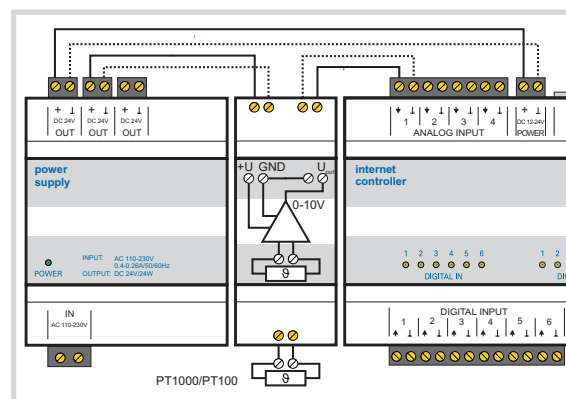 + ⊥ + ⊥ + ⊥
DC 24V DC 24V DC 24V
OUT OUT OUT
1 ⊥ 2 ⊥ 3 ⊥ 4 ⊥
ANALOG INPUT
+ ⊥
DC 12-24V
POWER
power
supply
+U GND Uout
0-10V
ϑ
internet
controller
POWER
INPUT: AC 110-230V
0.4-0.26A/50/60Hz
OUTPUT: DC 24V/24W
1 2 3 4 5 6
DIGITAL IN
1 2
IN
AC 110-230V
DIGITAL INPUT
1 2 3 4 5 6
PT1000/PT100
ϑ